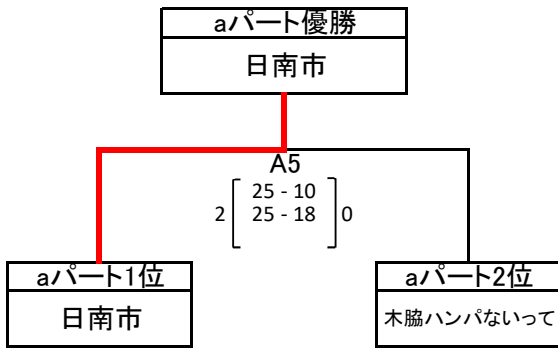 aパート優勝
日南市
A5
25 - 10
2 25 - 18 0
aパート1位
日南市
aパート2位
木脇ハンパないって